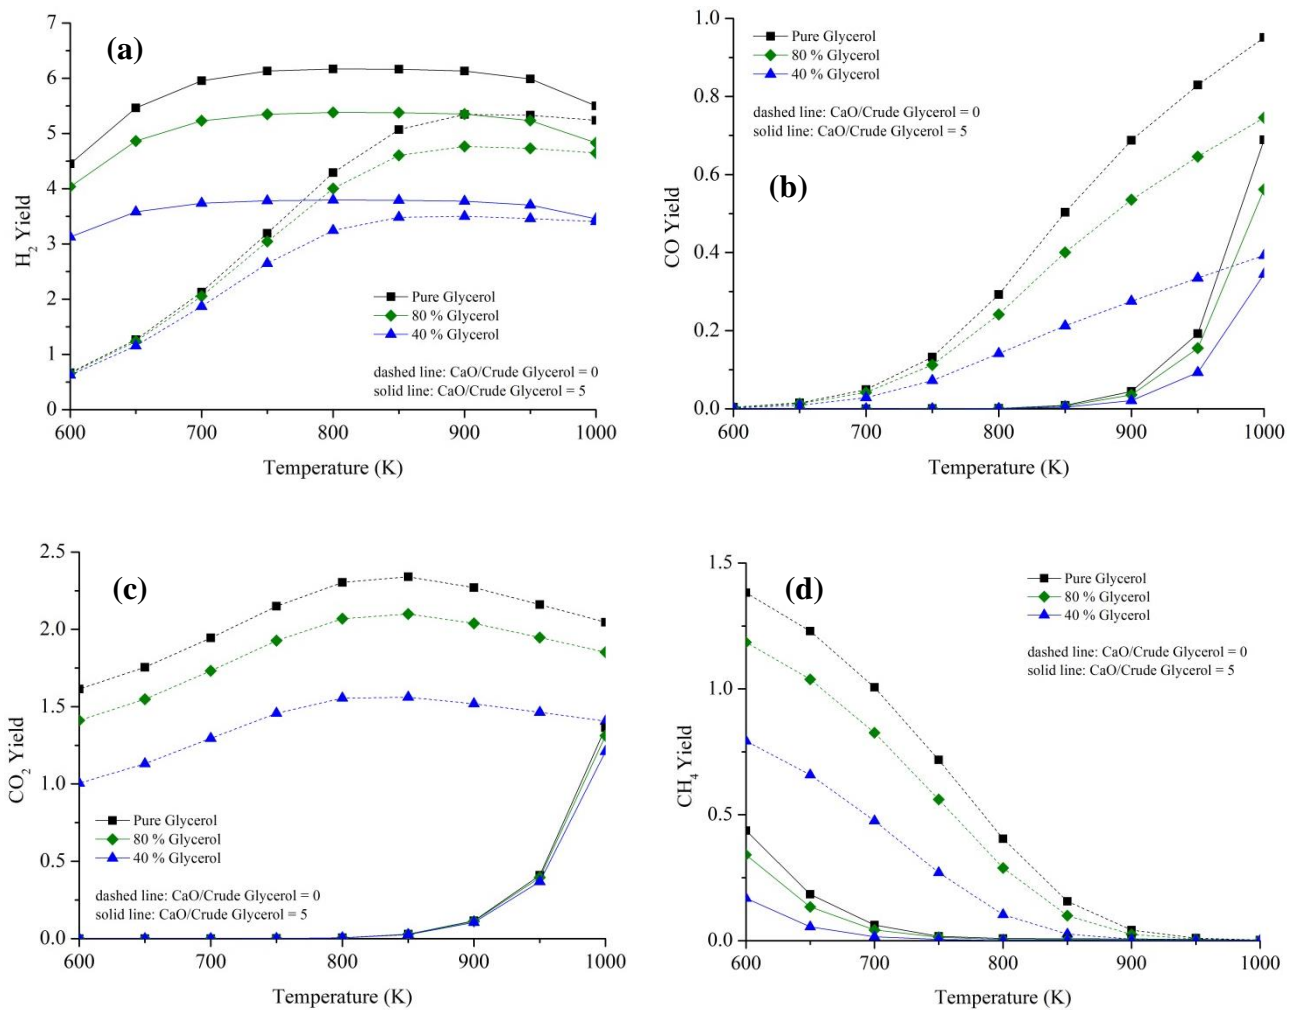 (a)
7
6
5
4
3
2
1
0
H2 Yield
Pure Glycerol
80 % Glycerol
40 % Glycerol
dashed line: CaO/Crude Glycerol = 0
solid line: CaO/Crude Glycerol = 5
600 700 800 900 1000
Temperature (K)
(b)
1.0
0.8
0.6
0.4
0.2
0.0
CO Yield
Pure Glycerol
80 % Glycerol
40 % Glycerol
dashed line: CaO/Crude Glycerol = 0
solid line: CaO/Crude Glycerol = 5
600 700 800 900 1000
Temperature (K)
(c)
2.5
2.0
1.5
1.0
0.5
0.0
CO2 Yield
Pure Glycerol
80 % Glycerol
40 % Glycerol
dashed line: CaO/Crude Glycerol = 0
solid line: CaO/Crude Glycerol = 5
600 700 800 900 1000
Temperature (K)
(d)
1.5
1.0
0.5
0.0
CH4 Yield
Pure Glycerol
80 % Glycerol
40 % Glycerol
dashed line: CaO/Crude Glycerol = 0
solid line: CaO/Crude Glycerol = 5
600 700 800 900 1000
Temperature (K)